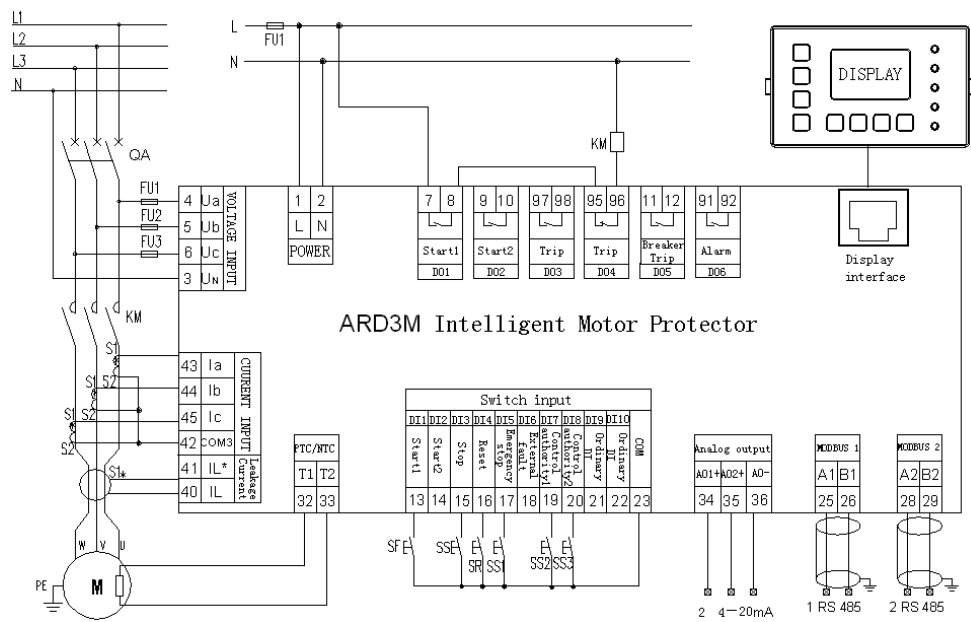 L1
L2
L3
N
L
FU1
N
DISPLAY
QA
KM
FU1
FU2
FU3
4 Ua
5 Ub
6 Uc
3 UN
VOLTAGE INPUT
1 2
L N
POWER
7 8
Start1
DO1
9 10
Start2
DO2
97 98
Trip
DO3
95 96
Trip
DO4
11 12
Breaker
Trip
DO5
91 92
Alarm
DO6
Display
interface
KM
ARD3M Intelligent Motor Protector
S1
S1 S2
S1 S2
S2
S1*
43 Ia
44 Ib
45 Ic
42 COM3
CUURENT INPUT
41 IL*
40 IL
Leakage
Current
PTC/NTC
T1 T2
32 33
Switch input
DI1 DI2 DI3 DI4 DI5 DI6 DI7 DI8 DI9 DI10
Start1
Start2
Stop
Reset
Emergency
stop
External
fault
Control
authority1
Control
authority2
Ordinary
DI
Ordinary
DI
COM
13 14 15 16 17 18 19 20 21 22 23
Analog output
AO1+ AO2+ AO-
34 35 36
MODBUS 1
A1 B1
25 26
MODBUS 2
A2 B2
28 29
SF
SS
SR
SS1
SS2
SS3
W V U
PE
M
2 4—20mA
1 RS 485
2 RS 485